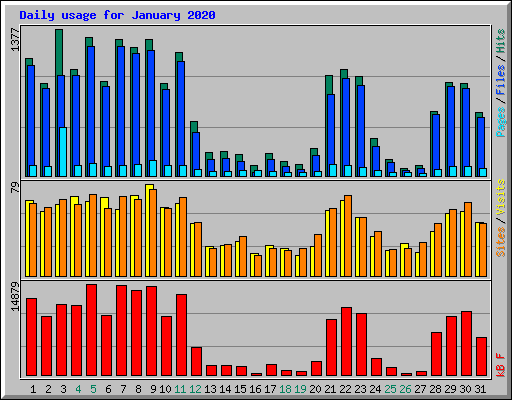 Daily usage for January 2020
1377
Pages / Files / Hits
79
Sites / Visits
14879
kB F
1 2 3 4 5 6 7 8 9 10 11 12 13 14 15 16 17 18 19 20 21 22 23 24 25 26 27 28 29 30 31